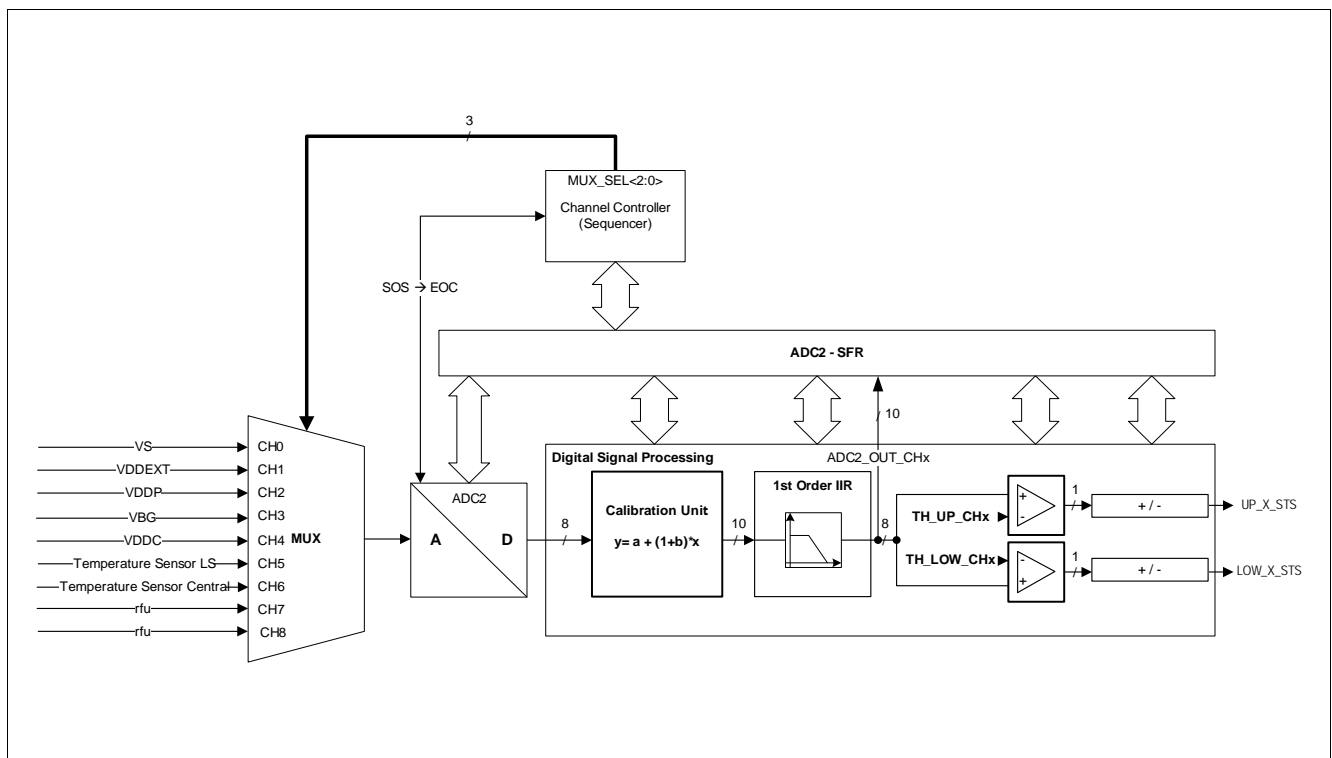 3
MUX_SEL<2:0>
Channel Controller
(Sequencer)
SOS → EOC
ADC2 - SFR
10
VS
CH0
VDDEXT
CH1
VDDP
CH2
VBG
CH3
VDDC
CH4
MUX
Temperature Sensor LS
CH5
Temperature Sensor Central
CH6
rfu
CH7
rfu
CH8
ADC2
A
D
8
Digital Signal Processing
ADC2_OUT_CHx
Calibration Unit
y= a + (1+b)*x
10
1st Order IIR
8
TH_UP_CHx
+
-
1
+ / -
UP_X_STS
TH_LOW_CHx
-
+
1
+ / -
LOW_X_STS